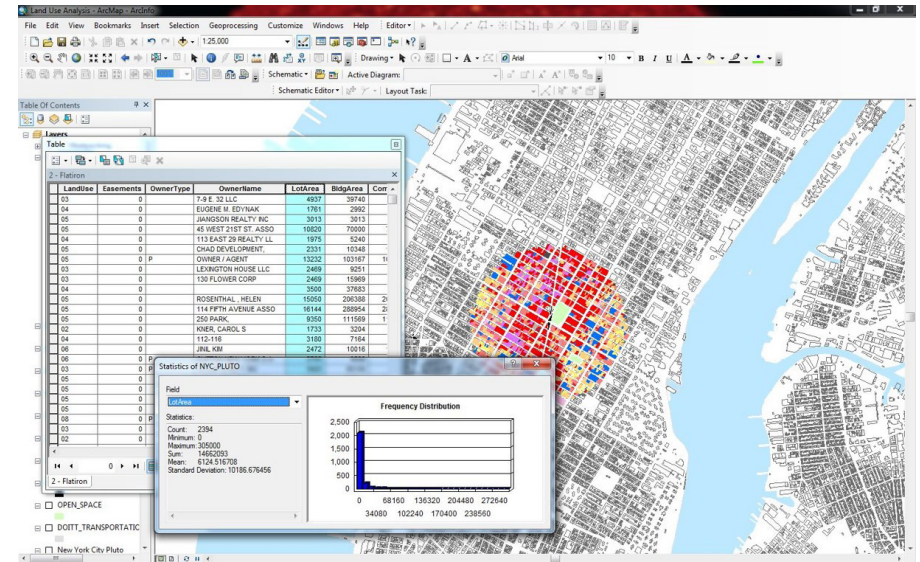 Land Use Analysis - ArcMap - ArcInfo
File Edit View Bookmarks Insert Selection Geoprocessing Customize Windows Help Editor
1:25,000
Drawing Arial 10 B I U A
Schematic Active Diagram:
Schematic Editor Layout Task:
Table Of Contents
Layers
Table
2 - Flatiron
LandUse Easements OwnerType OwnerName LotArea BldgArea Com
03 0 7-9 E. 32 LLC 4937 39740
04 0 EUGENE M. EDYNAK 1761 2992
05 0 JIANGSON REALTY INC 3013 3013
05 0 45 WEST 21ST ST. ASSO 10820 70000
04 0 113 EAST 29 REALTY LL 1975 5240
05 0 CHAD DEVELOPMENT, 2331 10348
05 0 P OWNER / AGENT 13232 103167
03 0 LEXINGTON HOUSE LLC 2469 9251
03 0 130 FLOWER CORP 2469 15969
04 0 3500 37683
05 0 ROSENTHAL , HELEN 15050 206388
05 0 114 FIFTH AVENUE ASSO 16144 288954
05 0 250 PARK, 9350 111569
02 0 KNER, CAROL S 1733 3204
04 0 112-116 3180 7164
06 0 JINIL KIM 2472 10016
06 0 P
03 0 P
05 0
05 0
05 0
05 0
08 0 P
03 0
02 0
0
2 - Flatiron
Statistics of NYC_PLUTO
Field
LotArea
Statistics:
Count: 2394
Minimum: 0
Maximum: 305000
Sum: 14662093
Mean: 6124.516708
Standard Deviation: 10186.676456
Frequency Distribution
2,500
2,000
1,500
1,000
500
0
0 68160 136320 204480 272640
34080 102240 170400 238560
OPEN_SPACE
DOITT_TRANSPORTATIC
New York City Pluto